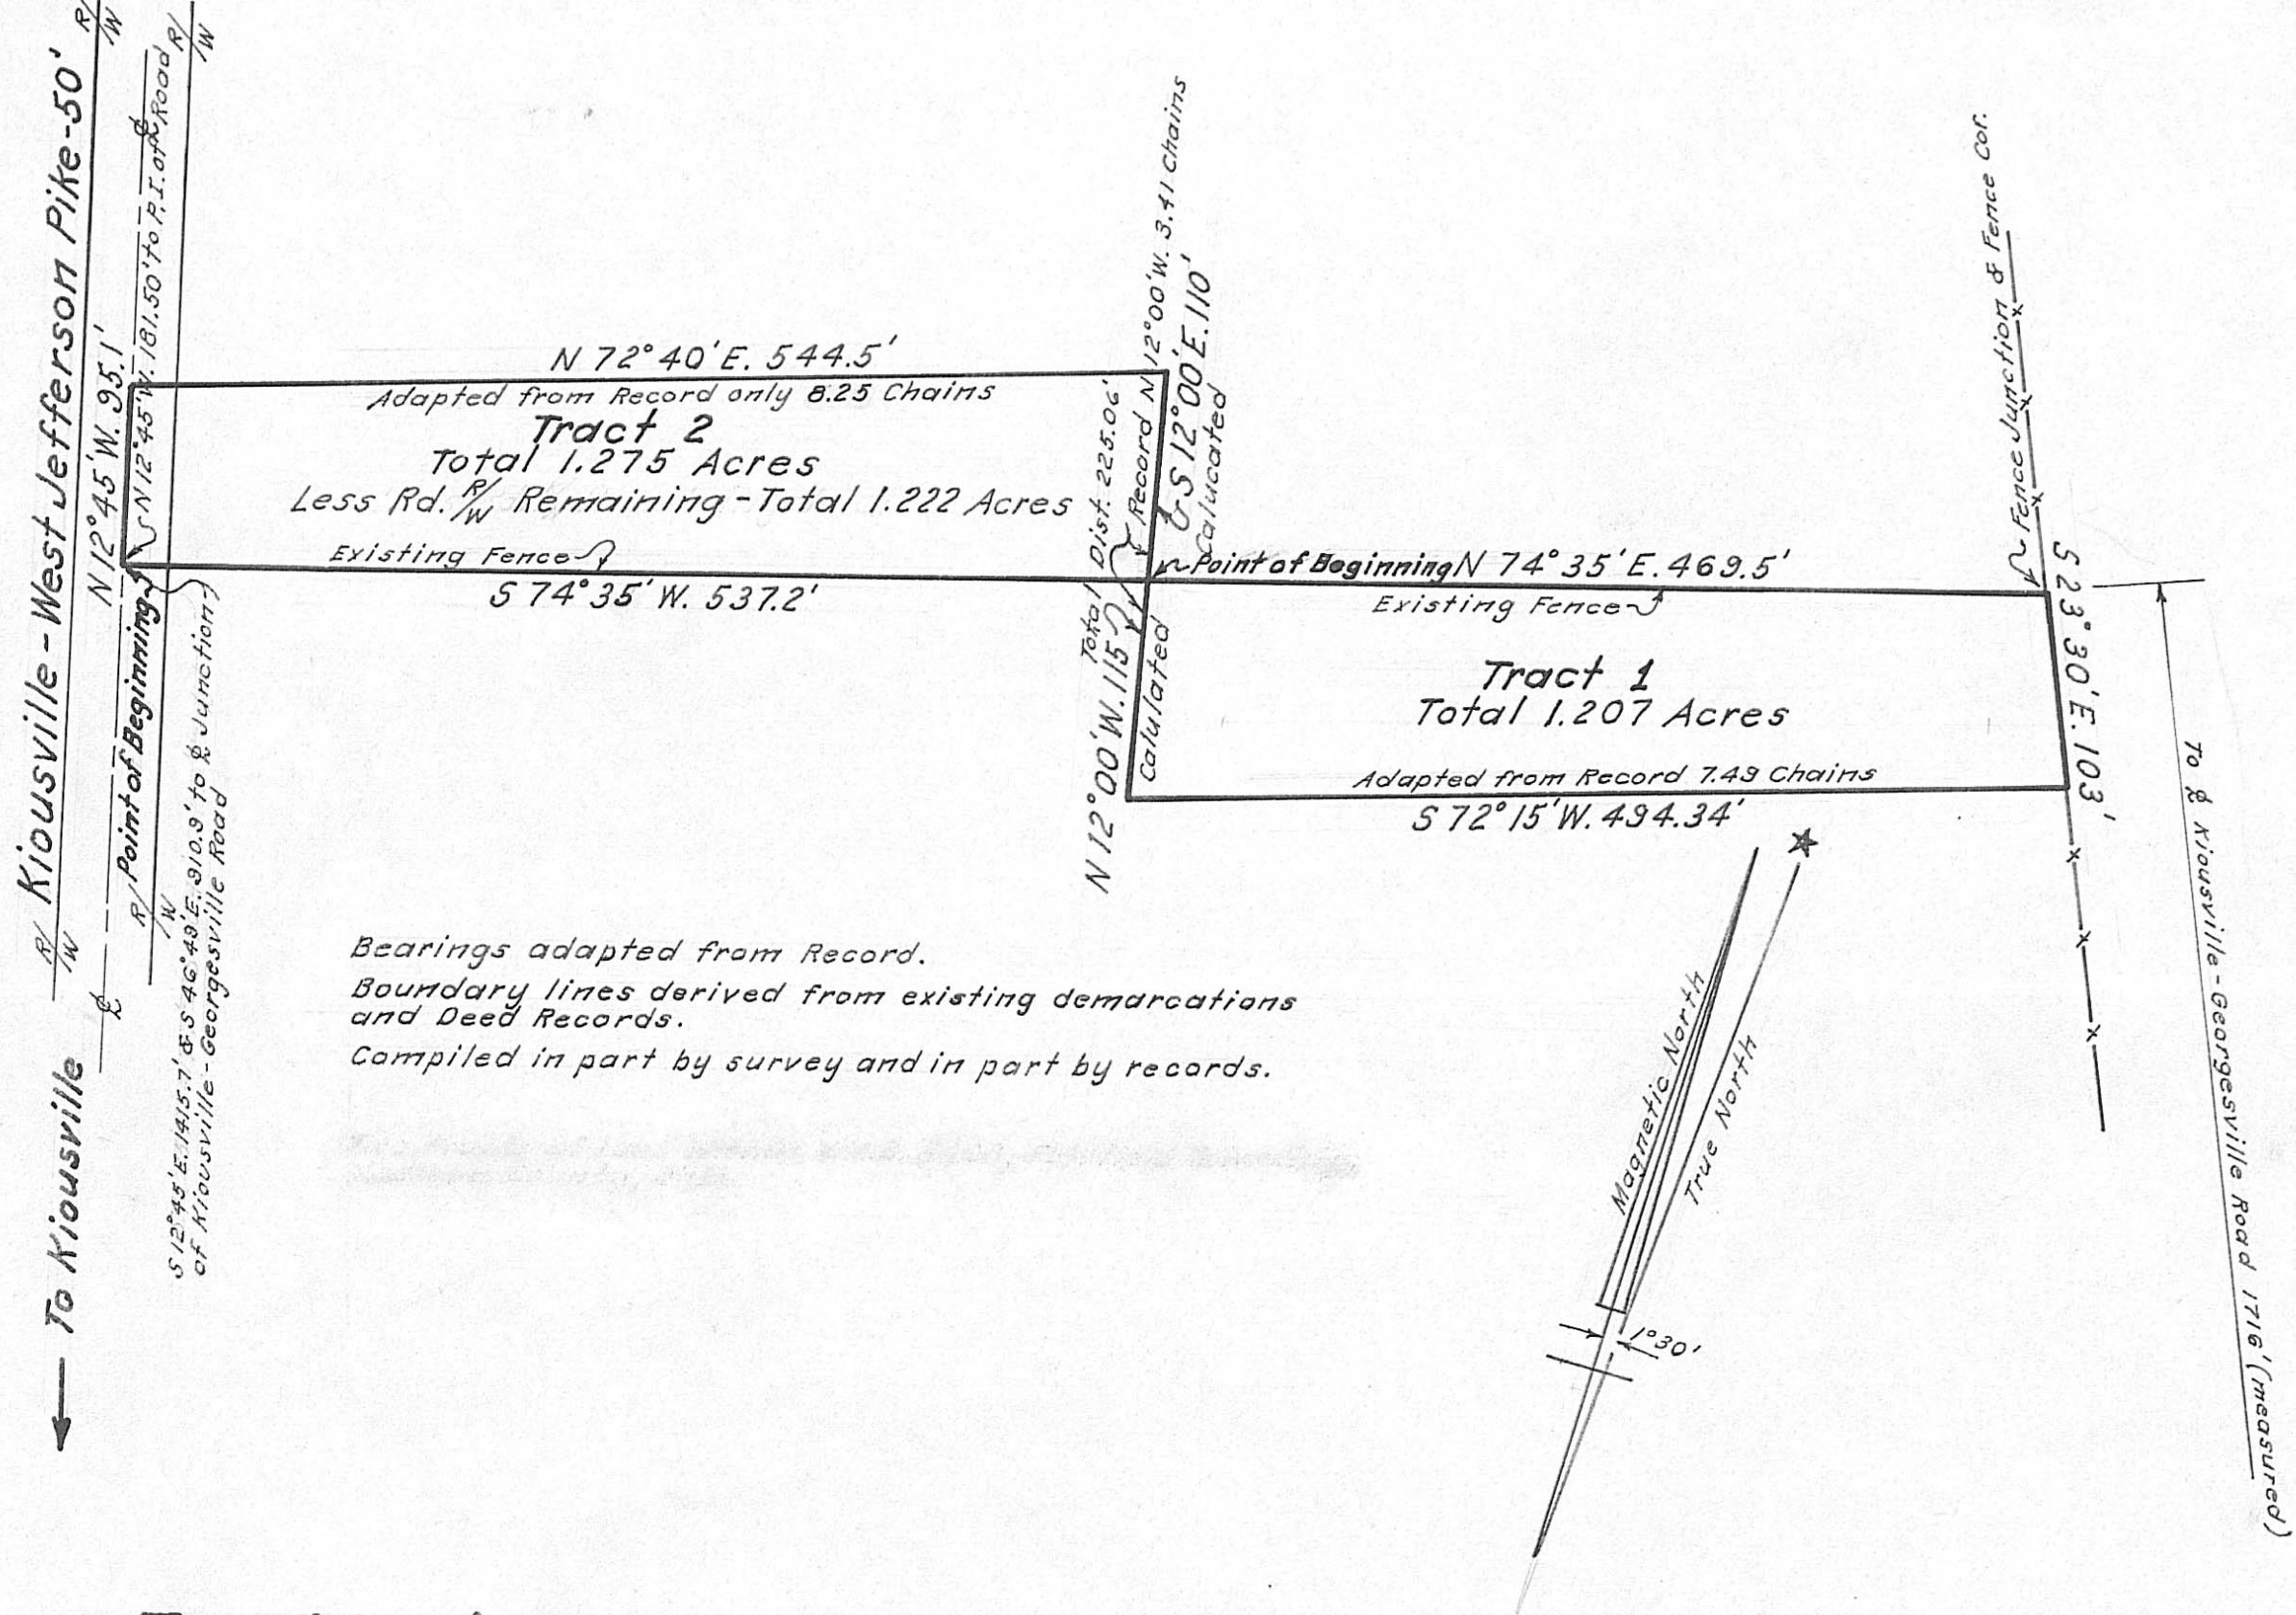 R/W
R/W
Kiousville - West Jefferson Pike - 50'
N 12°45' W. 95.1'
N 12°45' W. 181.50' to P.I. of ℄ Road
N 72°40' E. 544.5'
Adapted from Record only 8.25 Chains
Tract 2
Total 1.275 Acres
Less Rd. R/W Remaining - Total 1.222 Acres
Existing Fence
S 74°35' W. 537.2'
Point of Beginning
R/W
R/W
℄
S 12°45' E. 1415.7' & S 46°49' E. 910.9' to ℄ Junction
of Kiousville - Georgesville Road
To Kiousville
Total Dist. 225.06'
Record N 12°00' W. 3.41 Chains
S 12°00' E. 110'
Calucated
Point of Beginning
N 74°35' E. 469.5'
Existing Fence
N 12°00' W. 115'
Calulated
Tract 1
Total 1.207 Acres
Adapted from Record 7.49 Chains
S 72°15' W. 494.34'
Fence Junction & Fence Cor.
S 23°30' E. 103'
To ℄ Kiousville - Georgesville Road 1716' (measured)
Bearings adapted from Record.
Boundary lines derived from existing demarcations
and Deed Records.
Compiled in part by survey and in part by records.
Magnetic North
True North
1°30'